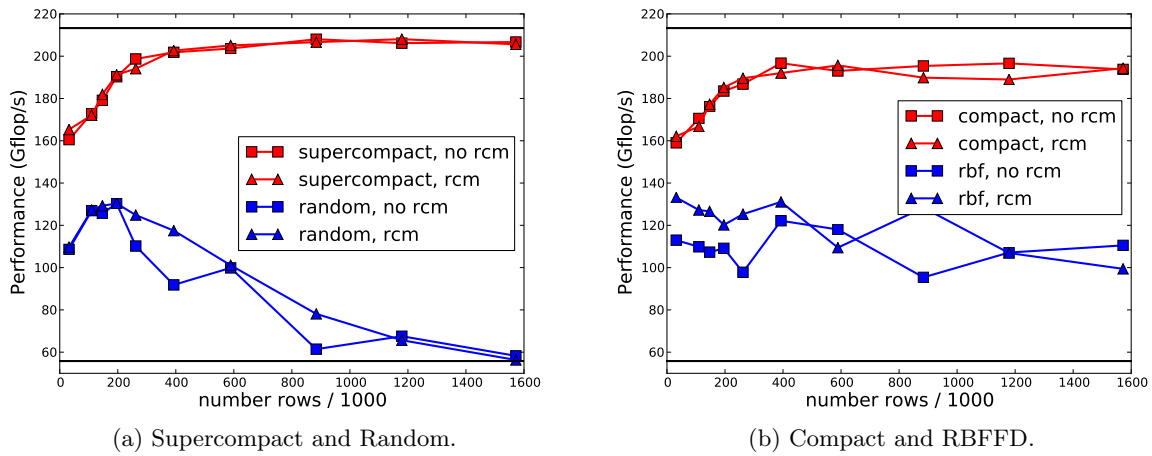 220
200
180
160
140
120
100
80
60
Performance (Gflop/s)
supercompact, no rcm
supercompact, rcm
random, no rcm
random, rcm
0 200 400 600 800 1000 1200 1400 1600
number rows / 1000
(a) Supercompact and Random.
220
200
180
160
140
120
100
80
60
Performance (Gflop/s)
compact, no rcm
compact, rcm
rbf, no rcm
rbf, rcm
0 200 400 600 800 1000 1200 1400 1600
number rows / 1000
(b) Compact and RBFFD.